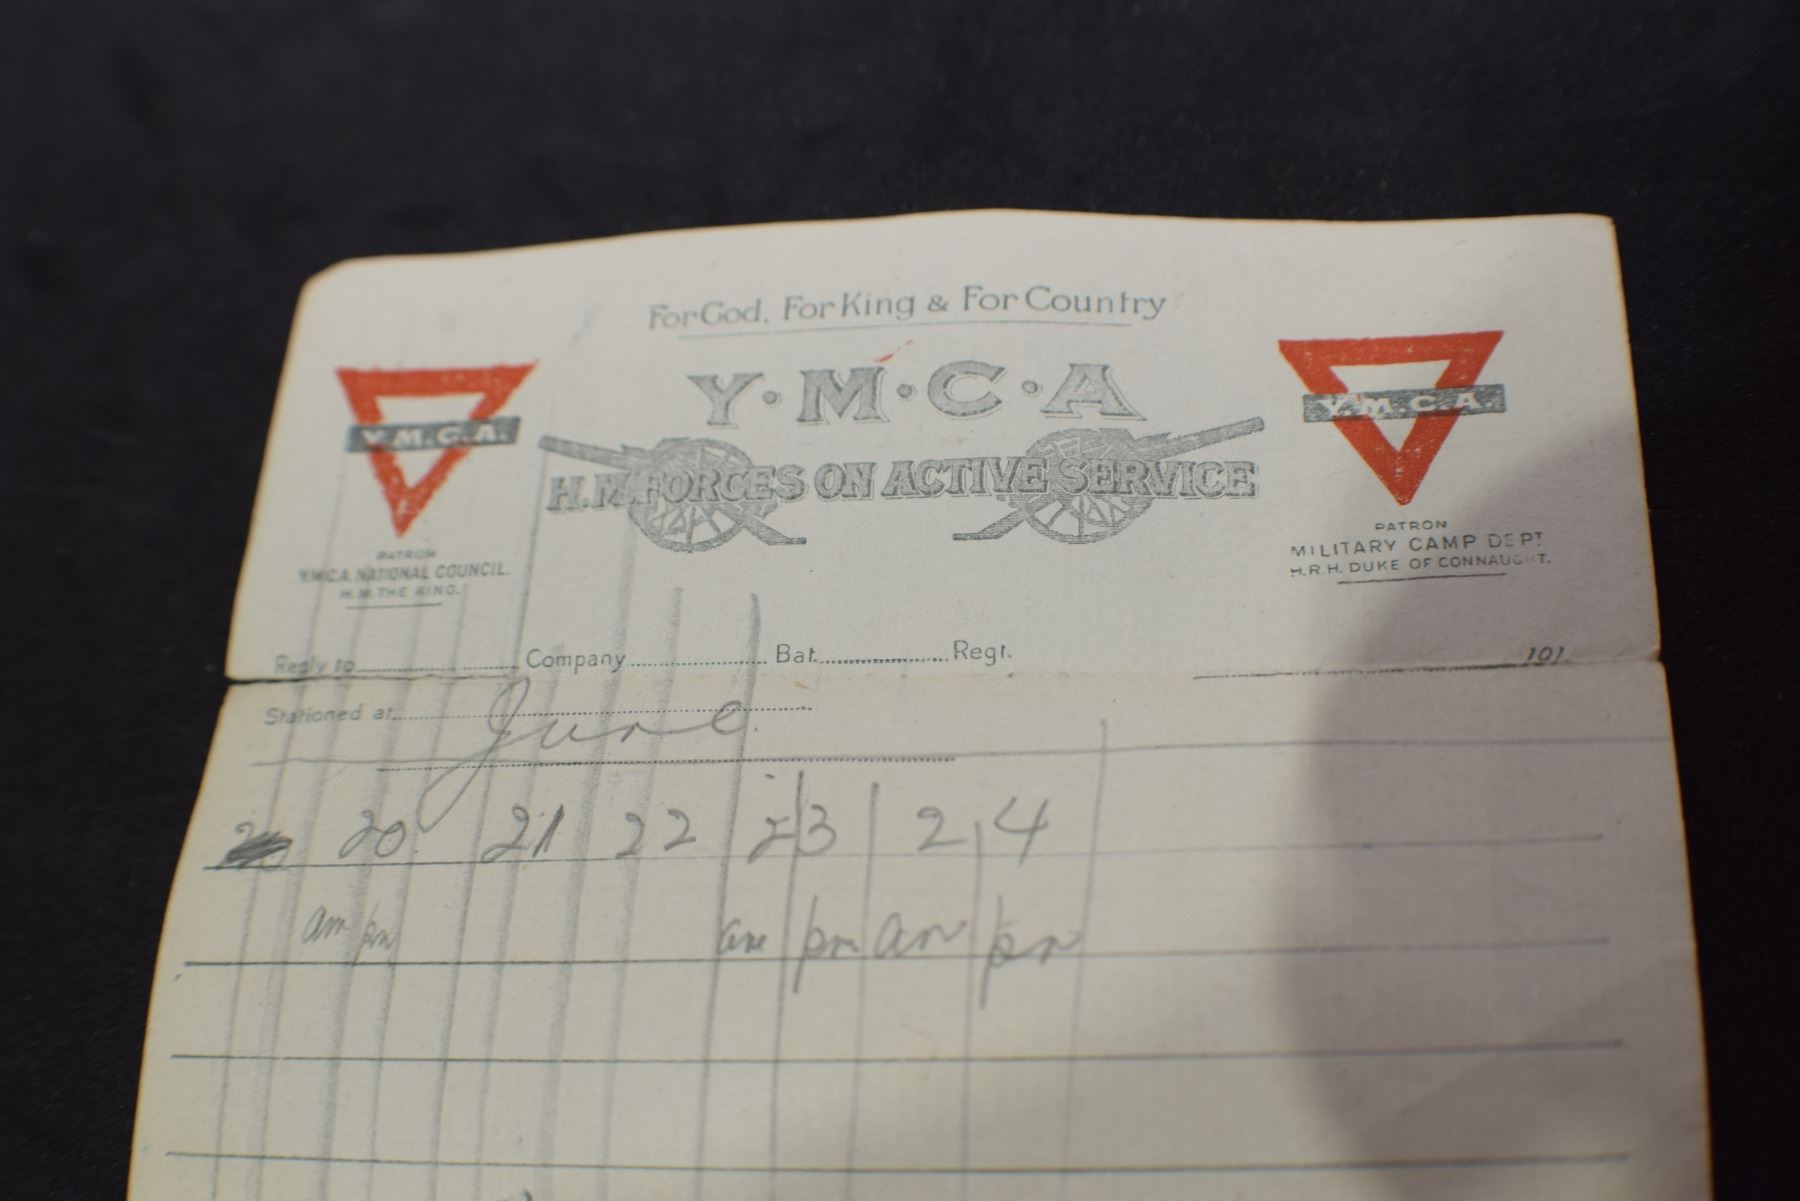 For God, For King & For Country
Y·M·C·A
Y.M.C.A.
Y.M.C.A.
H.M. FORCES ON ACTIVE SERVICE
PATRON
Y.M.C.A. NATIONAL COUNCIL.
H.M. THE KING.
PATRON
MILITARY CAMP DEPT
H.R.H. DUKE OF CONNAUGHT.
Reply to Company Bat. Regt. 191
Stationed at
June
20 21 22 23 24
am pm am pm am pm